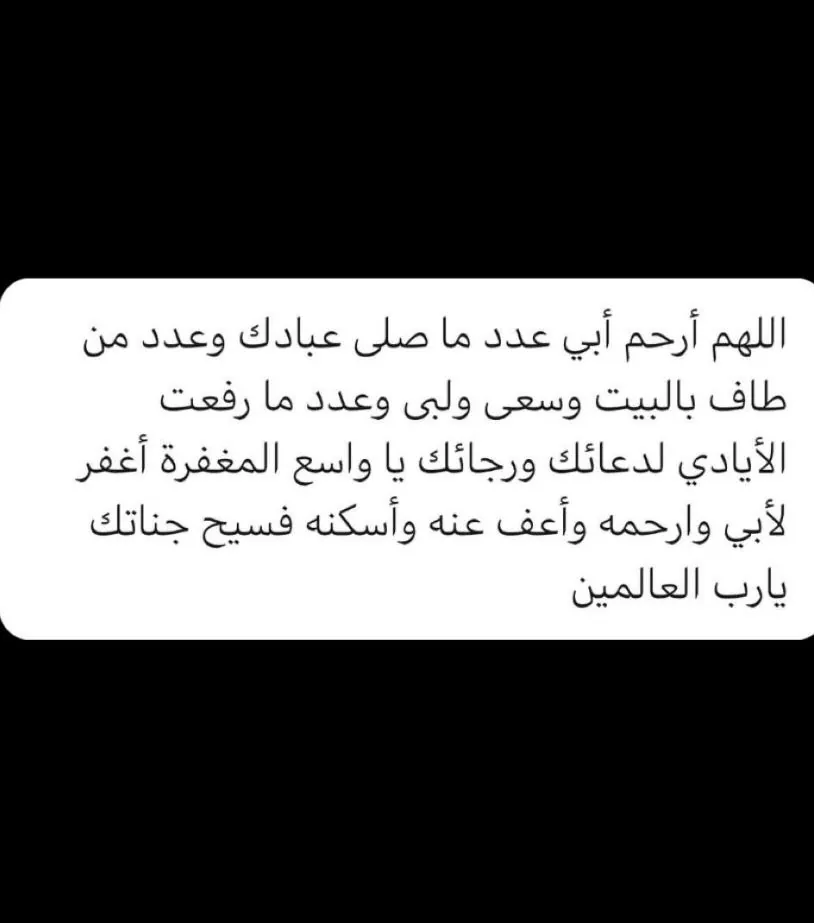 اللهم أرحم أبي عدد ما صلى عبادك وعدد من
طاف بالبيت وسعى ولبى وعدد ما رفعت
الأيادي لدعائك ورجائك يا واسع المغفرة أغفر
لأبي وارحمه وأعف عنه وأسكنه فسيح جناتك
يارب العالمين